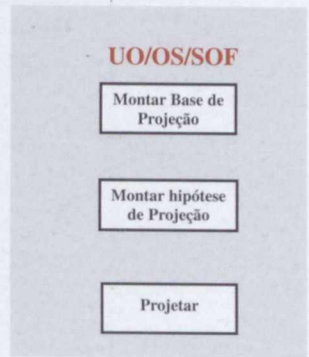 UO/OS/SOF
Montar Base de
Projeção
Montar hipótese
de Projeção
Projetar